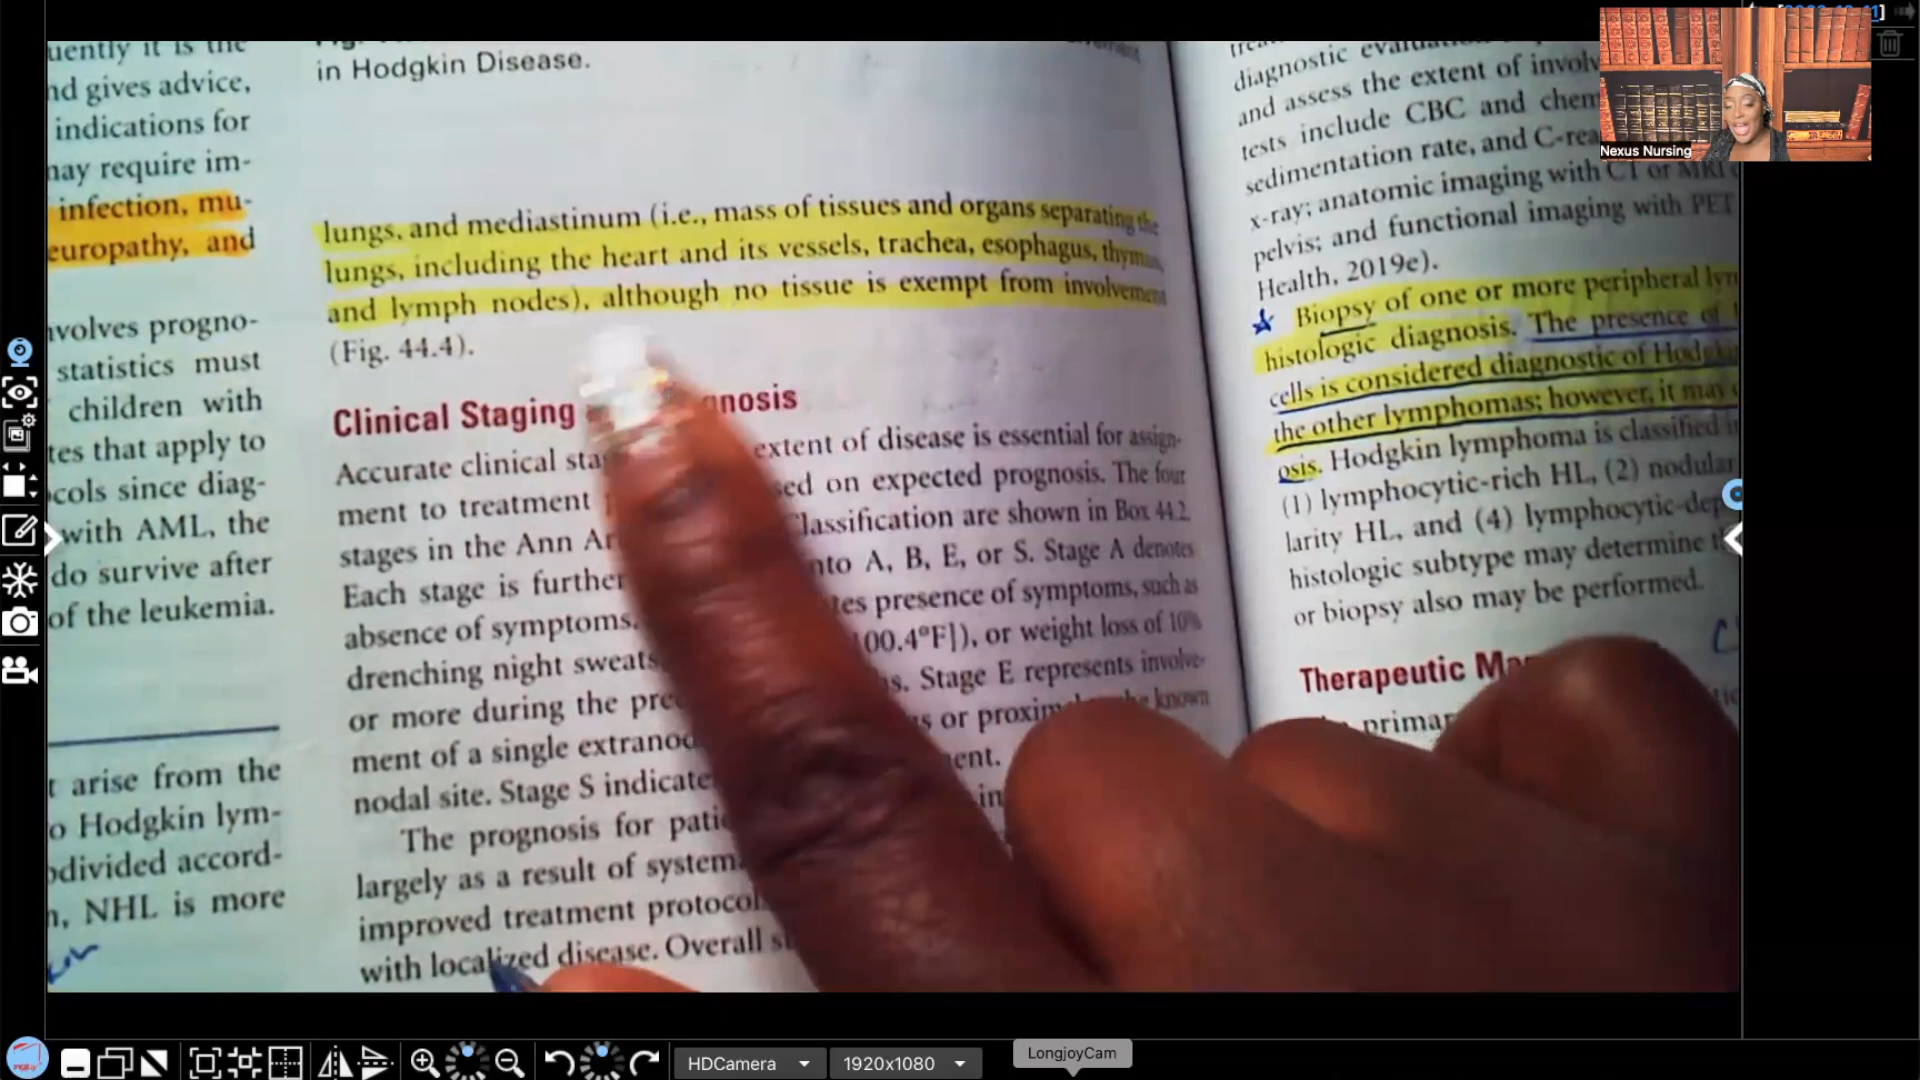 uently it is the
nd gives advice,
indications for
may require im-
infection, mu-
europathy, and
nvolves progno-
statistics must
children with
tes that apply to
cols since diag-
with AML, the
do survive after
of the leukemia.
t arise from the
o Hodgkin lym-
divided accord-
n, NHL is more
in Hodgkin Disease.
lungs, and mediastinum (i.e., mass of tissues and organs separating the
lungs, including the heart and its vessels, trachea, esophagus, thymus,
and lymph nodes), although no tissue is exempt from involvement
(Fig. 44.4).
Clinical Staging nosis
Accurate clinical sta extent of disease is essential for assign-
ment to treatment sed on expected prognosis. The four
stages in the Ann Ar Classification are shown in Box 44.2.
Each stage is further nto A, B, E, or S. Stage A denotes
absence of symptoms. tes presence of symptoms, such as
drenching night sweats 00.4°F]), or weight loss of 10%
or more during the pre s. Stage E represents involve-
ment of a single extranod s or proxim known
nodal site. Stage S indicate ent.
The prognosis for patie in
largely as a result of system
improved treatment protocol
with localized disease. Overall s
diagnostic evaluation
and assess the extent of involv
tests include CBC and chem
sedimentation rate, and C-rea
x-ray; anatomic imaging with CT or MRI
pelvis; and functional imaging with PET
Health, 2019e).
Biopsy of one or more peripheral lyn
histologic diagnosis. The presence of
cells is considered diagnostic of Hodgkin
the other lymphomas; however, it may
osis. Hodgkin lymphoma is classified i
(1) lymphocytic-rich HL, (2) nodular
larity HL, and (4) lymphocytic-dep
histologic subtype may determine t
or biopsy also may be performed.
Therapeutic Ma
primar
Nexus Nursing
HDCamera
1920x1080
LongjoyCam